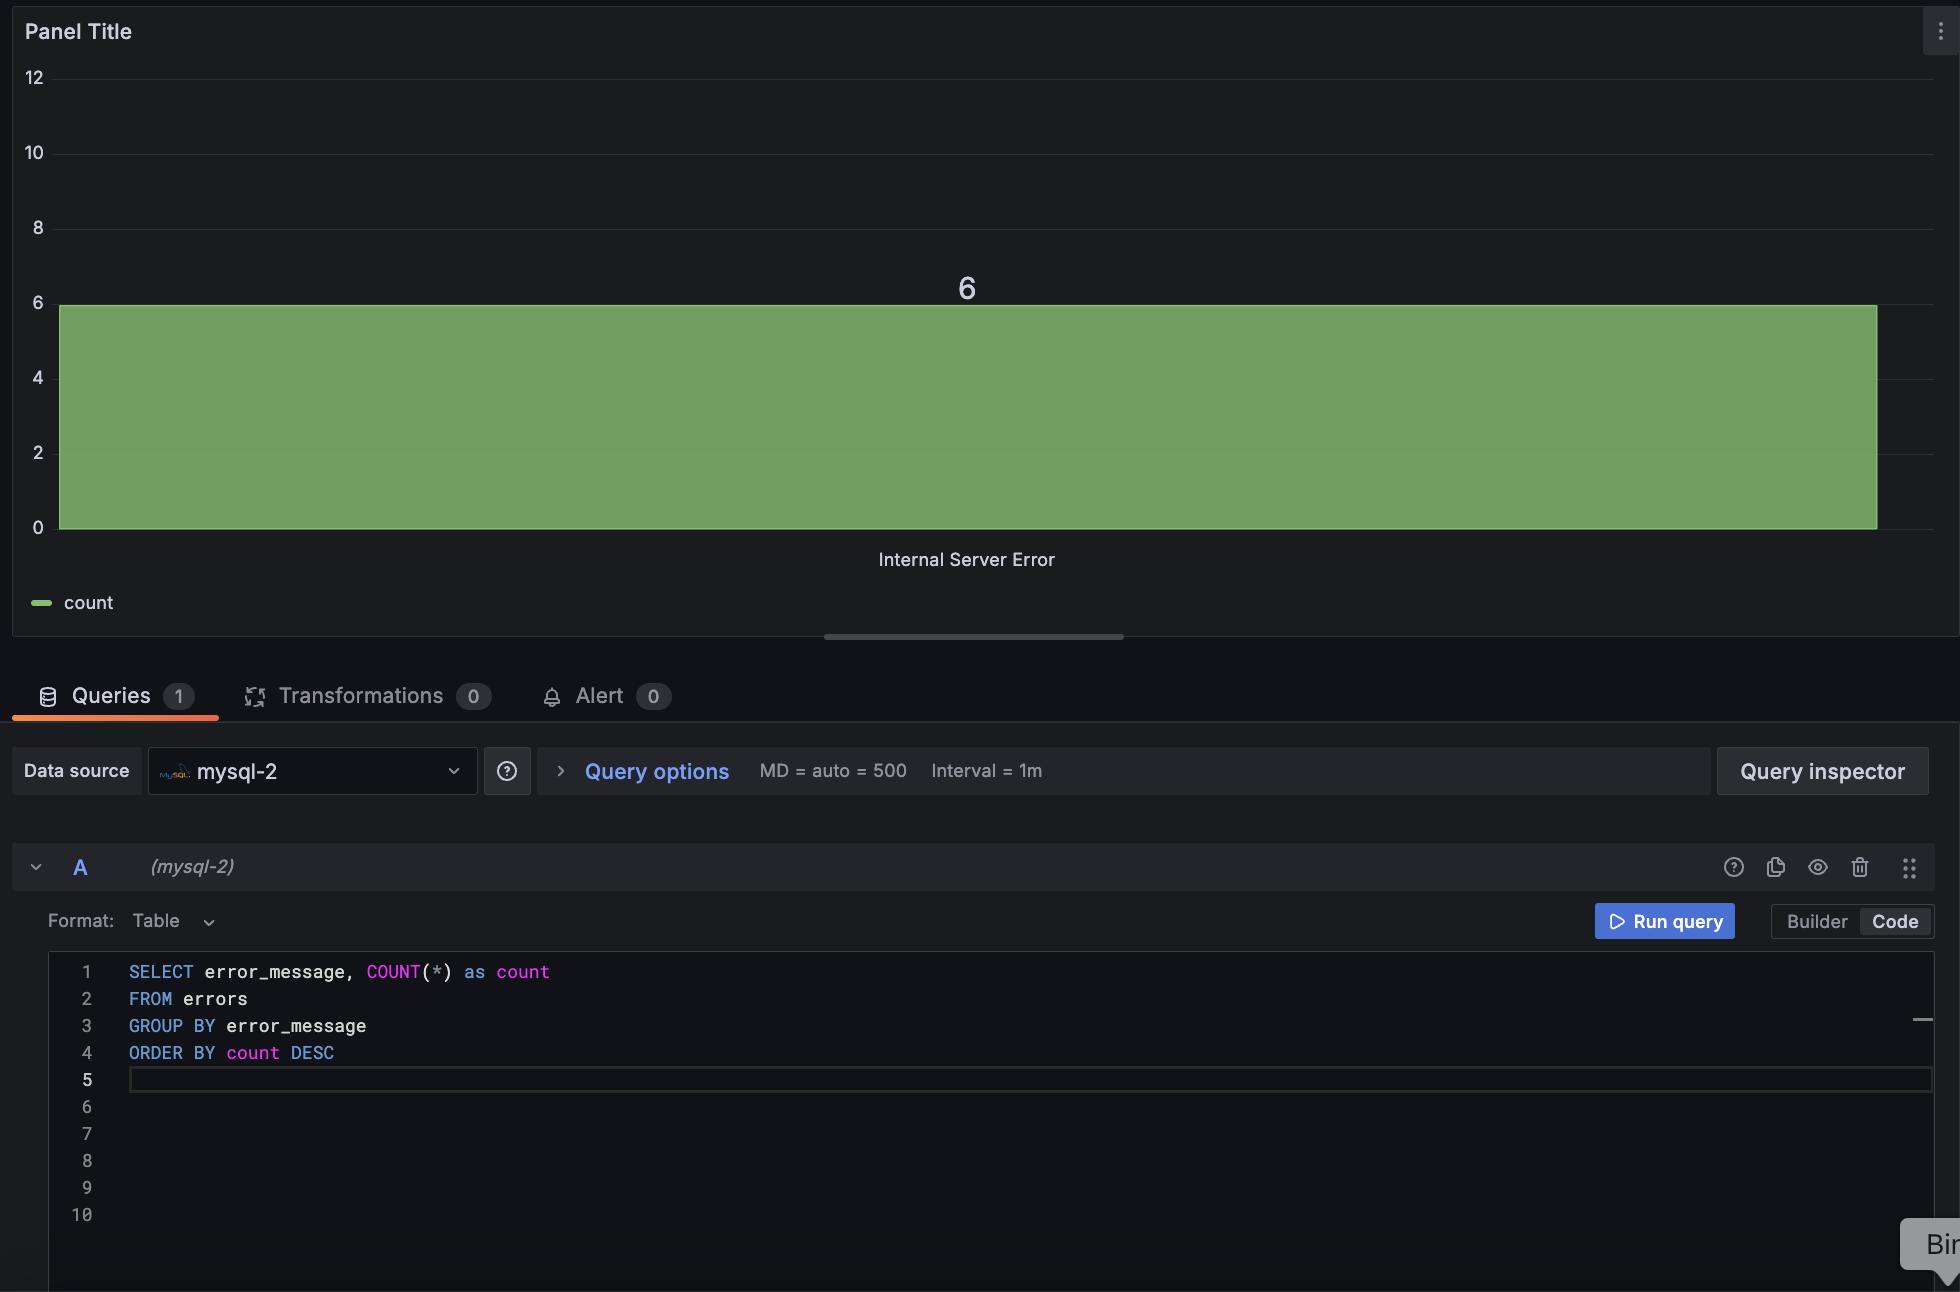 Panel Title
12
10
8
6
6
4
2
0
Internal Server Error
count
Queries 1 Transformations 0 Alert 0
Data source MySQL mysql-2 Query options MD = auto = 500 Interval = 1m Query inspector
A (mysql-2)
Format: Table Run query Builder Code
1 SELECT error_message, COUNT(*) as count
2 FROM errors
3 GROUP BY error_message
4 ORDER BY count DESC
5
6
7
8
9
10